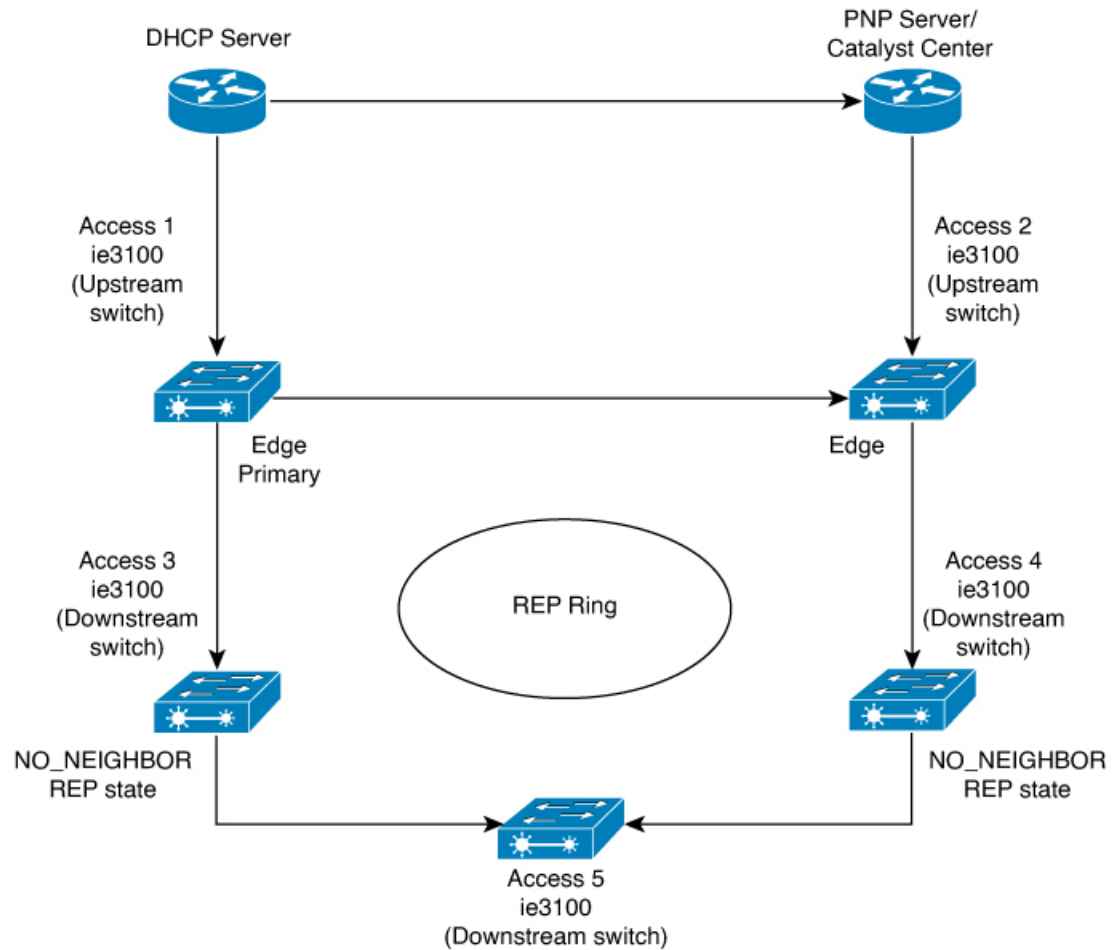 DHCP Server
PNP Server/
Catalyst Center
Access 1
ie3100
(Upstream
switch)
Access 2
ie3100
(Upstream
switch)
Edge
Primary
Edge
Access 3
ie3100
(Downstream
switch)
REP Ring
Access 4
ie3100
(Downstream
switch)
NO_NEIGHBOR
REP state
NO_NEIGHBOR
REP state
Access 5
ie3100
(Downstream switch)